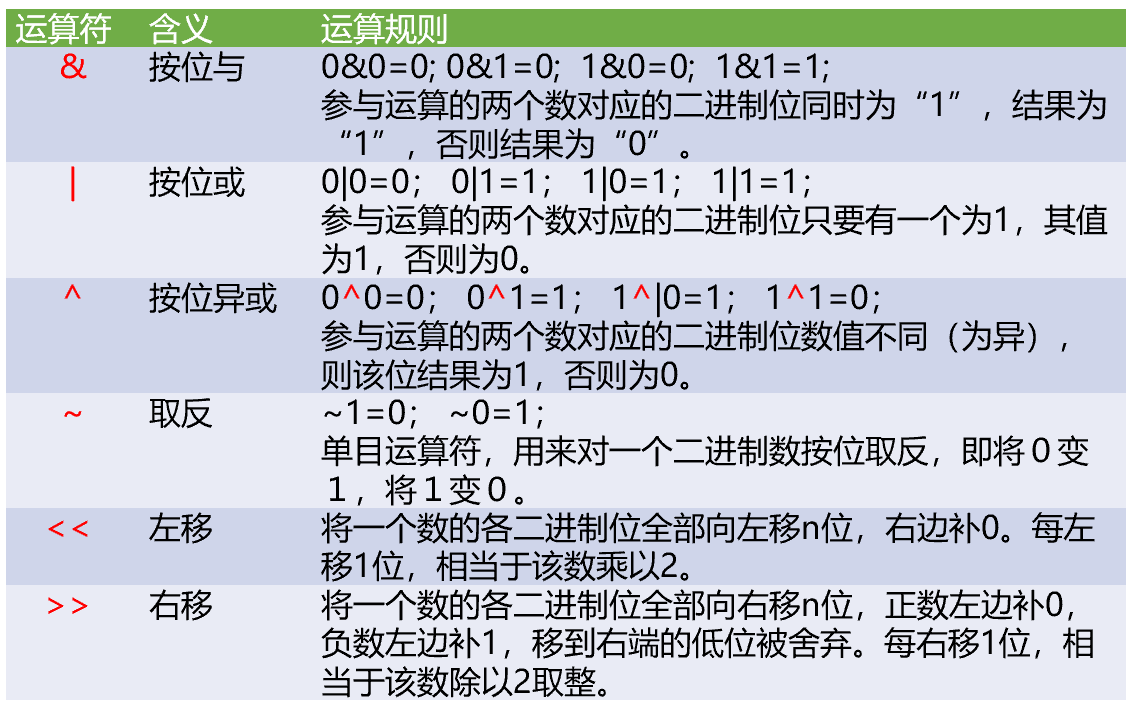 运算符 含义 运算规则
& 按位与 0&0=0; 0&1=0; 1&0=0; 1&1=1;
参与运算的两个数对应的二进制位同时为“1”，结果为
“1”，否则结果为“0”。
| 按位或 0|0=0； 0|1=1； 1|0=1； 1|1=1；
参与运算的两个数对应的二进制位只要有一个为1，其值
为1，否则为0。
^ 按位异或 0^0=0； 0^1=1； 1^|0=1； 1^1=0；
参与运算的两个数对应的二进制位数值不同（为异），
则该位结果为1，否则为0。
~ 取反 ~1=0； ~0=1；
单目运算符，用来对一个二进制数按位取反，即将０变
１，将１变０。
<< 左移 将一个数的各二进制位全部向左移n位，右边补0。每左
移1位，相当于该数乘以2。
>> 右移 将一个数的各二进制位全部向右移n位，正数左边补0，
负数左边补1，移到右端的低位被舍弃。每右移1位，相
当于该数除以2取整。